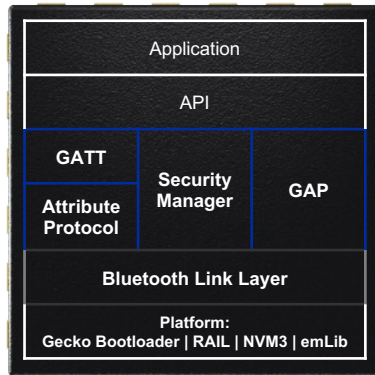 Application
API
GATT
Attribute
Protocol
Security
Manager
GAP
Bluetooth Link Layer
Platform:
Gecko Bootloader | RAIL | NVM3 | emLib